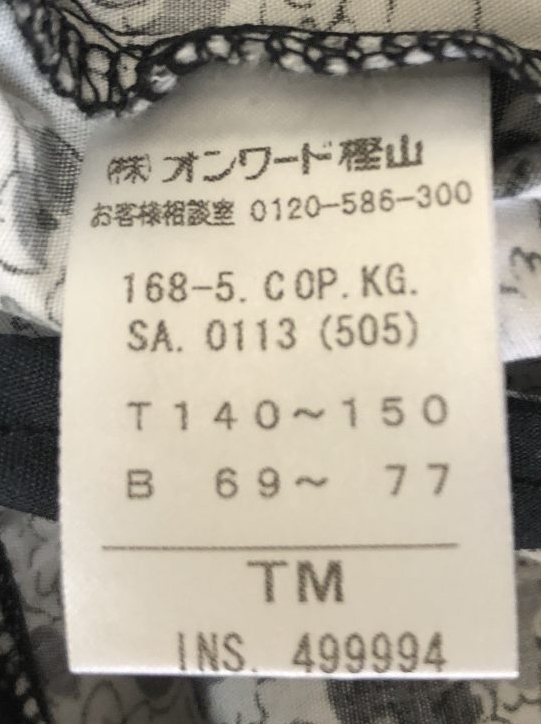 (株)オンワード樫山
お客様相談室 0120-586-300
168-5. COP. KG.
SA. 0113 (505)
T140~150
B 69~ 77
TM
INS. 499994